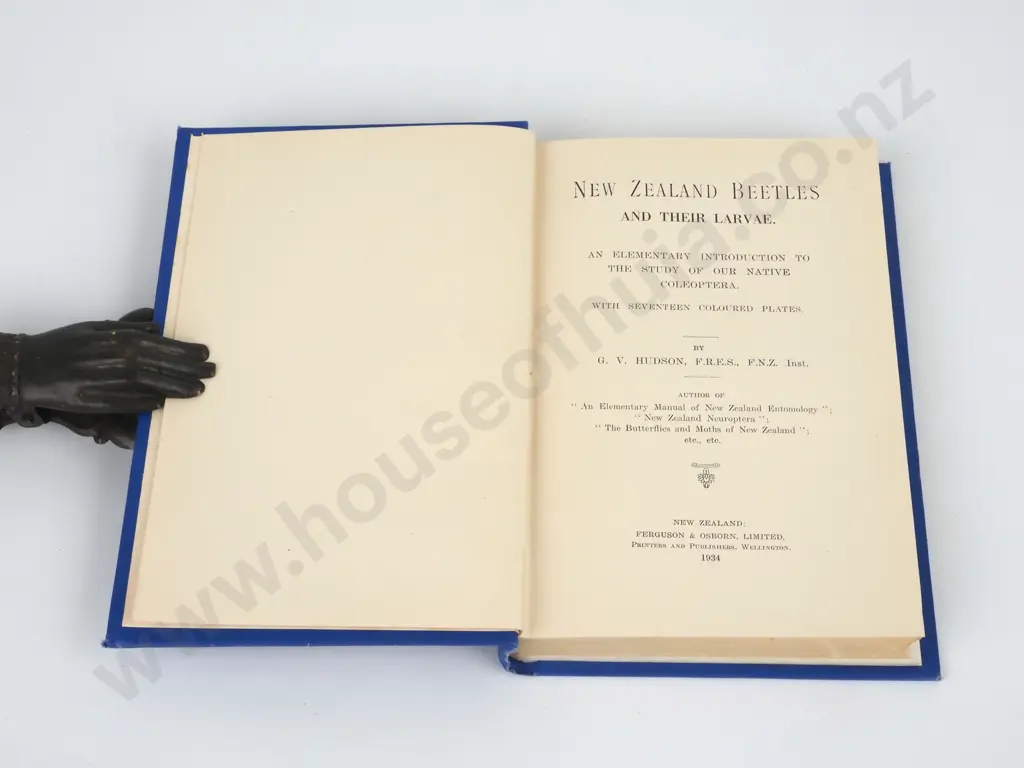 NEW ZEALAND BEETLES
AND THEIR LARVAE.
AN ELEMENTARY INTRODUCTION TO
THE STUDY OF OUR NATIVE
COLEOPTERA.
WITH SEVENTEEN COLOURED PLATES.
BY
G. V. HUDSON, F.R.E.S., F.N.Z. Inst.
AUTHOR OF
"An Elementary Manual of New Zealand Entomology";
"New Zealand Neuroptera";
"The Butterflies and Moths of New Zealand";
etc., etc.
NEW ZEALAND:
FERGUSON & OSBORN, LIMITED,
PRINTERS AND PUBLISHERS, WELLINGTON.
1934
www.houseofhuia.co.nz